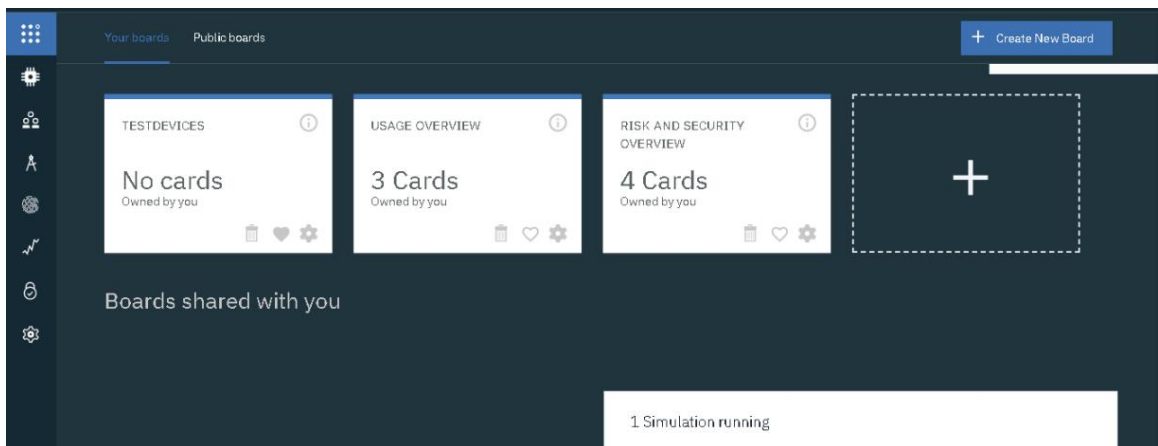 Your boards
Public boards
+ Create New Board
TESTDEVICES
No cards
Owned by you
USAGE OVERVIEW
3 Cards
Owned by you
RISK AND SECURITY
OVERVIEW
4 Cards
Owned by you
Boards shared with you
1 Simulation running